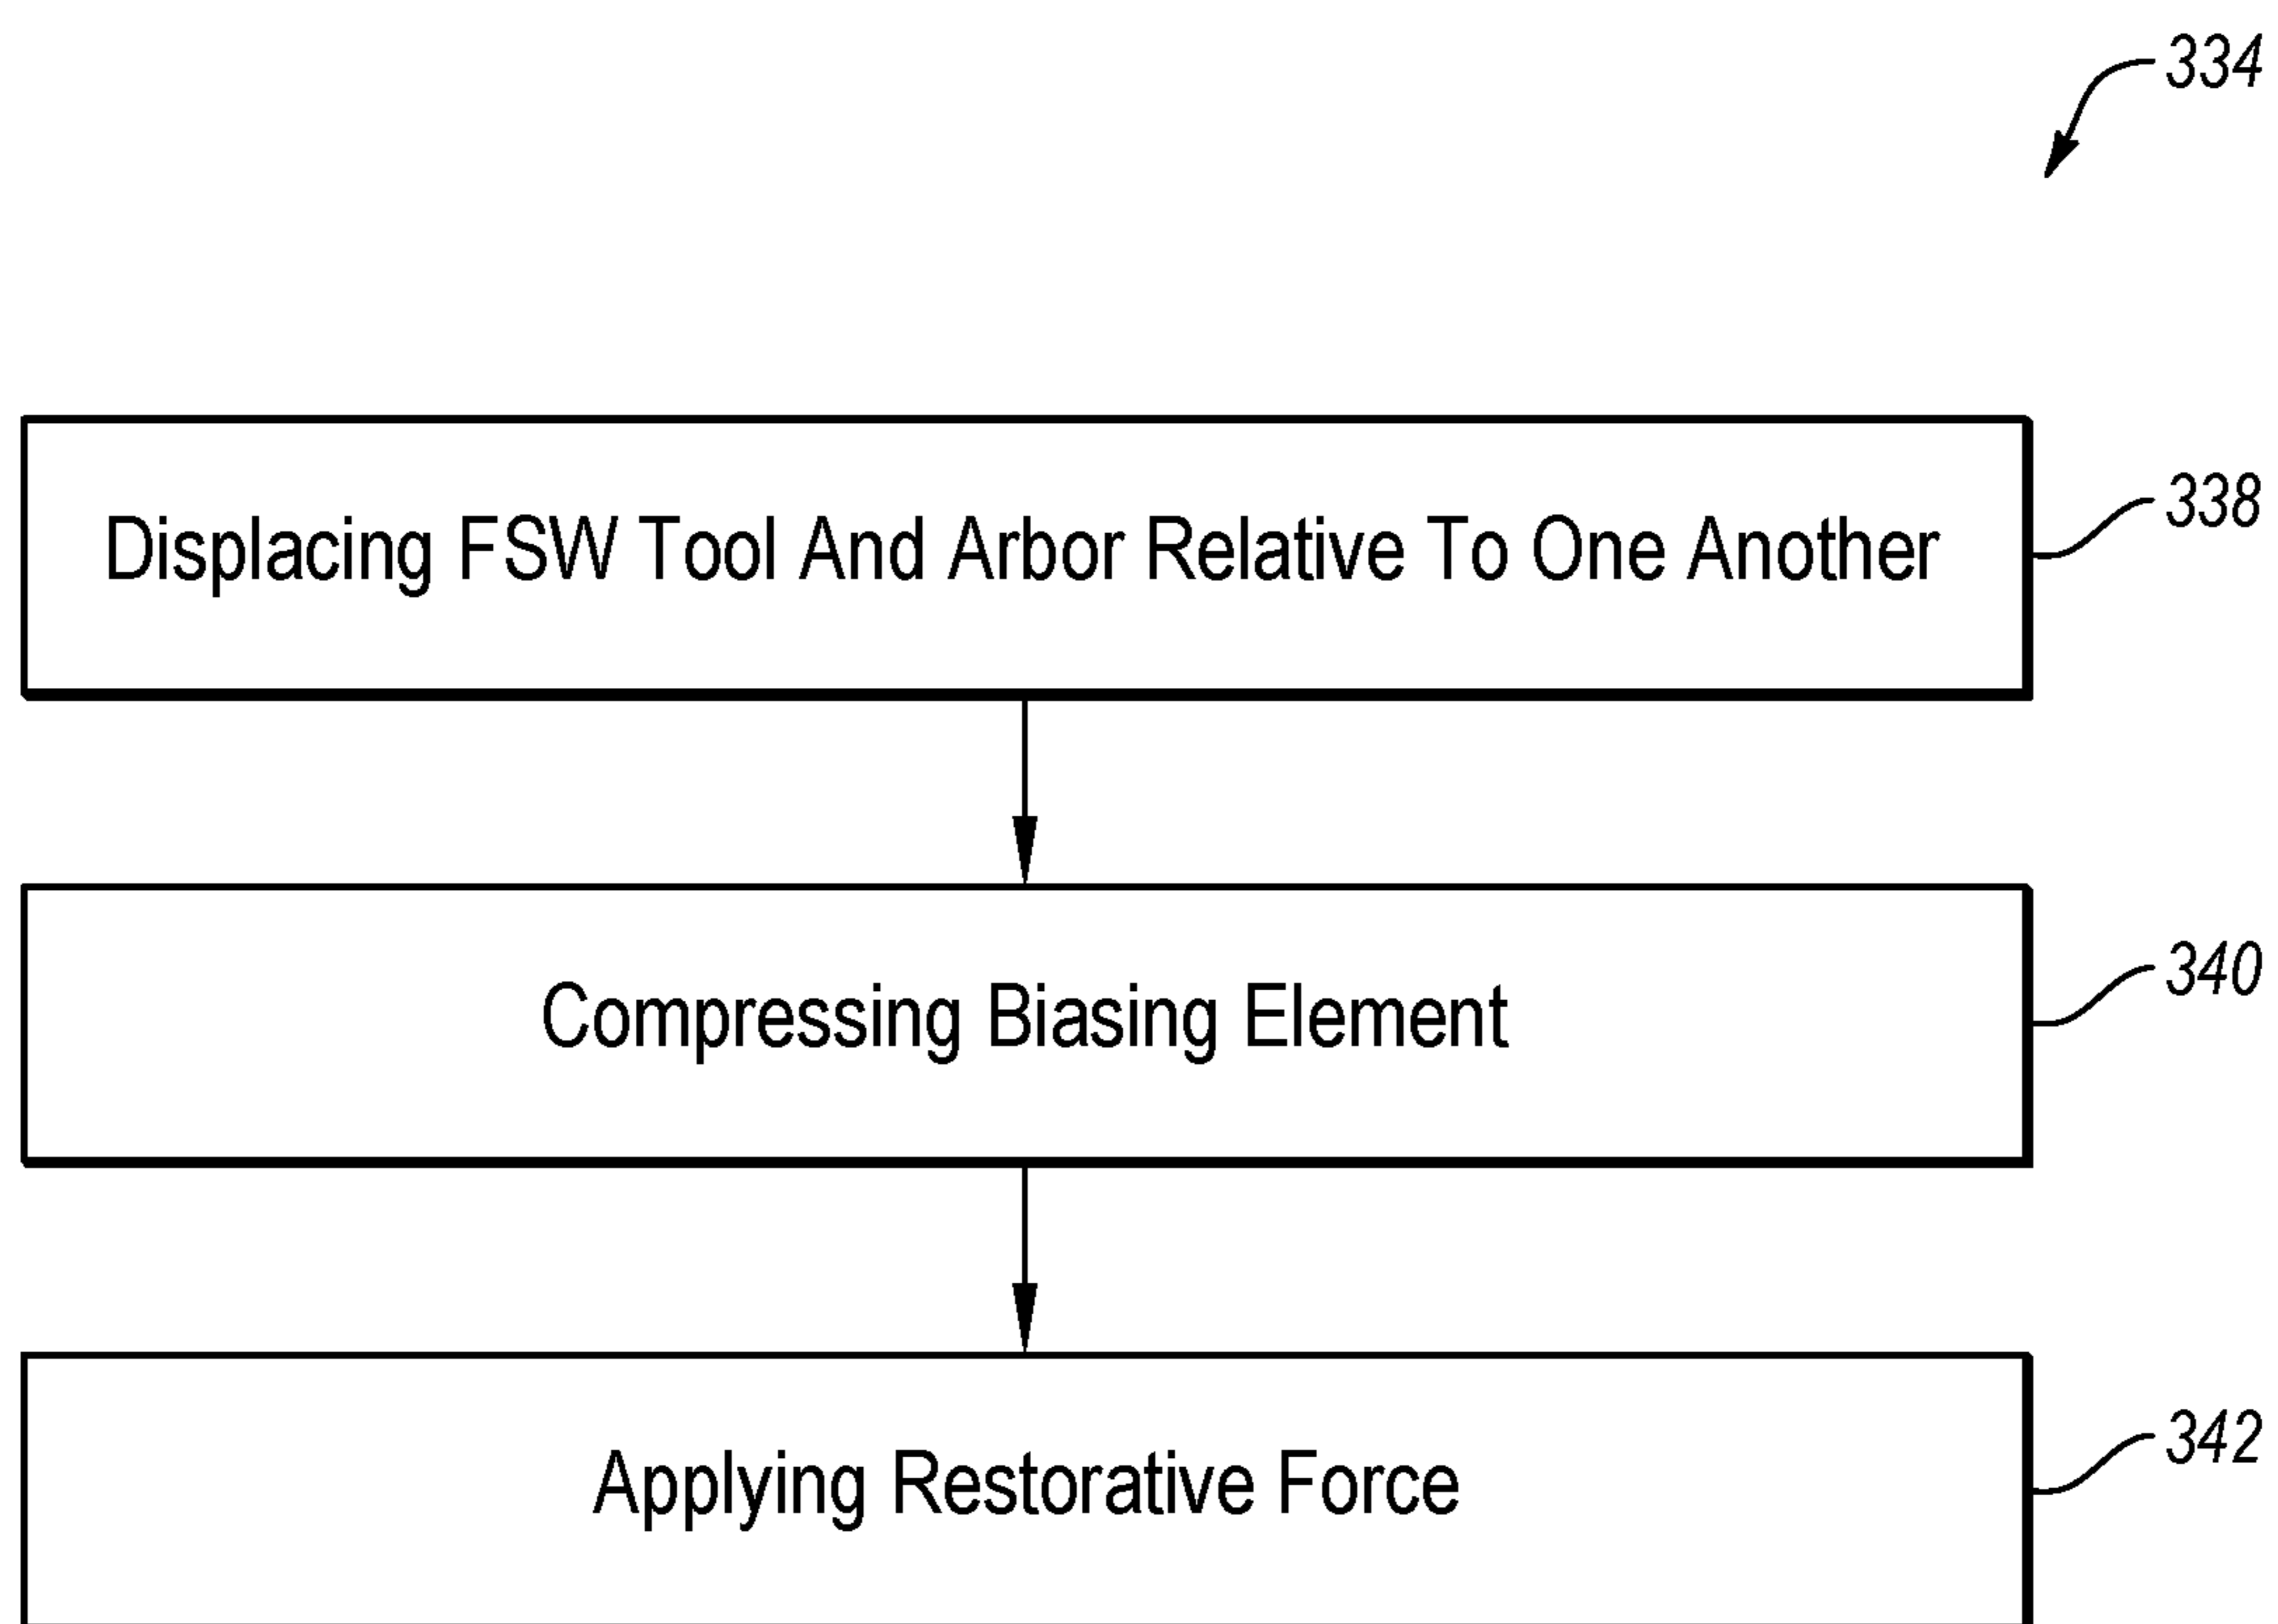 334
Displacing FSW Tool And Arbor Relative To One Another
338
Compressing Biasing Element
340
Applying Restorative Force
342